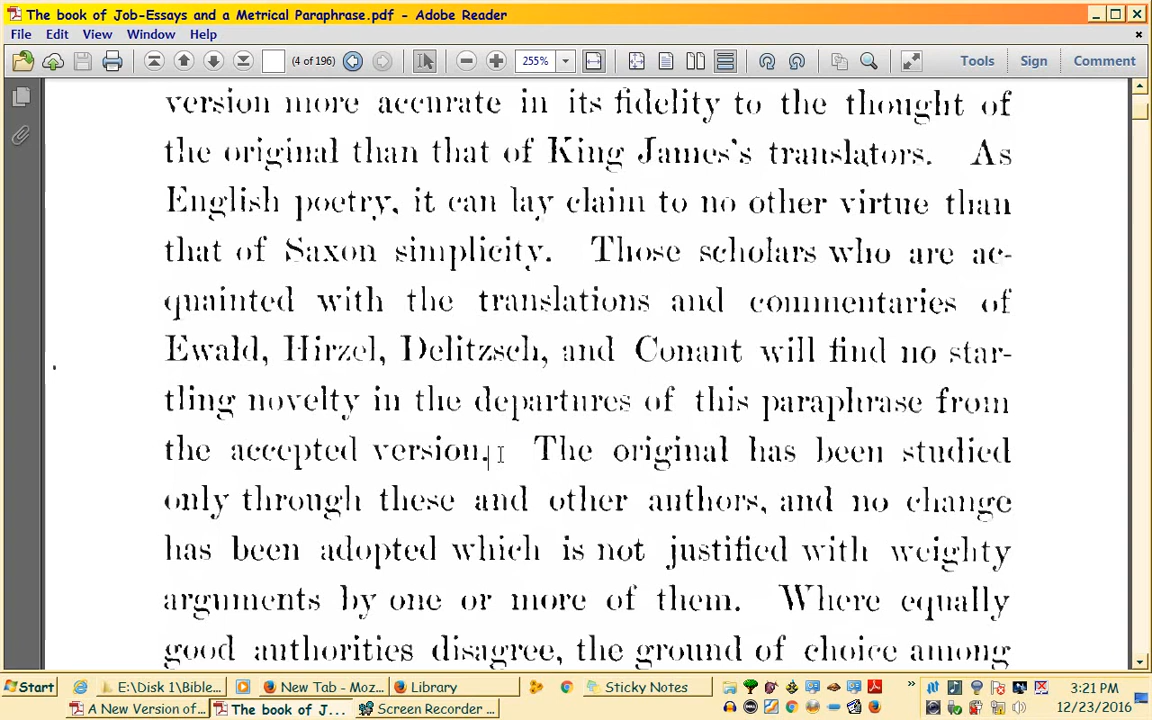 The book of Job-Essays and a Metrical Paraphrase.pdf - Adobe Reader
File Edit View Window Help
(4 of 196) 255% Tools Sign Comment
version more accurate in its fidelity to the thought of
the original than that of King James's translators. As
English poetry, it can lay claim to no other virtue than
that of Saxon simplicity. Those scholars who are ac-
quainted with the translations and commentaries of
Ewald, Hirzel, Delitzsch, and Conant will find no star-
tling novelty in the departures of this paraphrase from
the accepted version. The original has been studied
only through these and other authors, and no change
has been adopted which is not justified with weighty
arguments by one or more of them. Where equally
good authorities disagree, the ground of choice among
Start E:\Disk 1\Bible... New Tab - Moz... Library Sticky Notes 3:21 PM
A New Version of... The book of J... Screen Recorder ... 12/23/2016